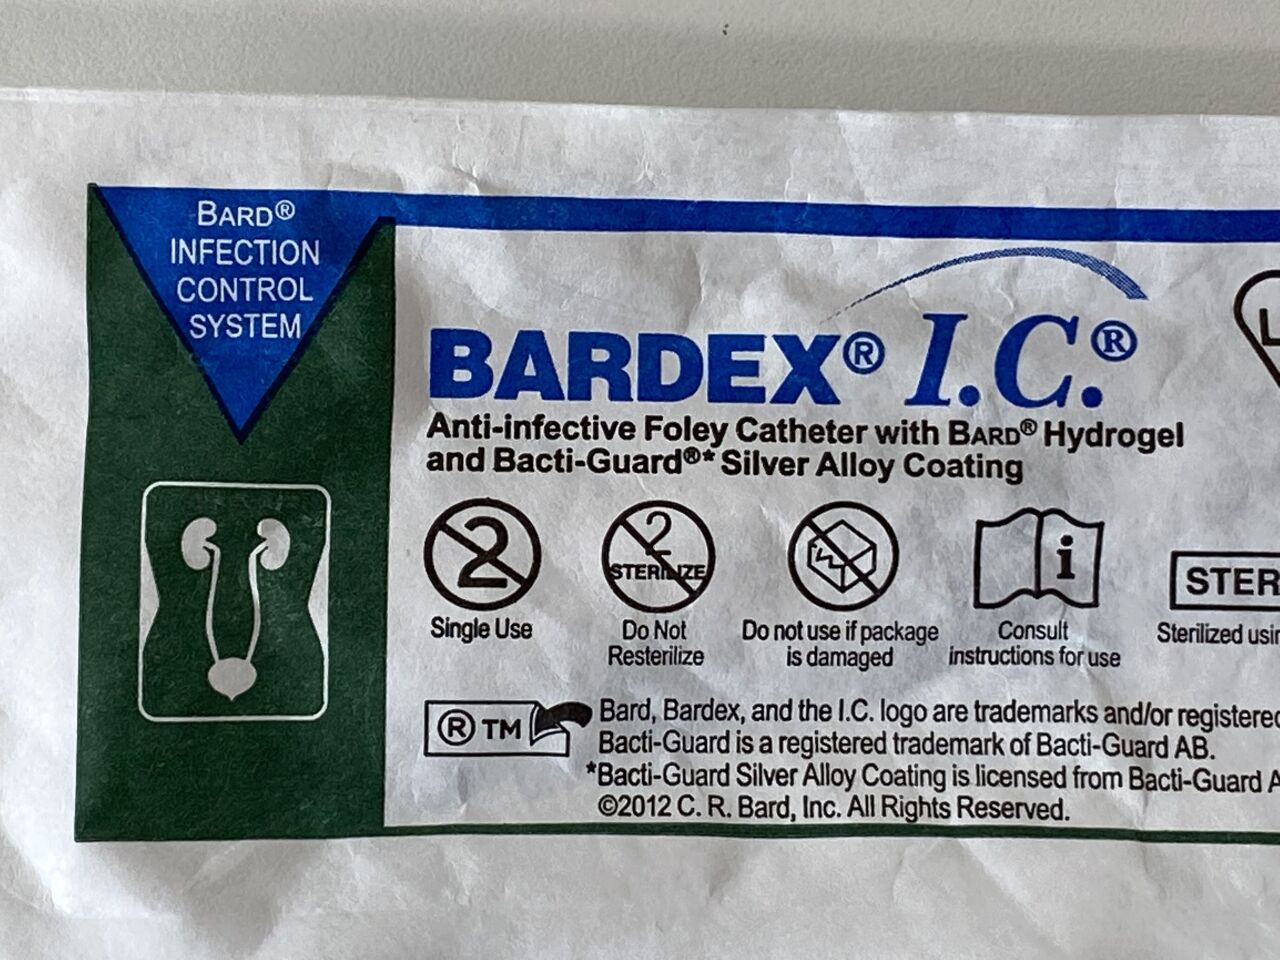 BARD®
INFECTION
CONTROL
SYSTEM
BARDEX® I.C.®
Anti-infective Foley Catheter with BARD® Hydrogel
and Bacti-Guard®* Silver Alloy Coating
2
2
STERILIZE
i
STER
Single Use
Do Not
Resterilize
Do not use if package
is damaged
Consult
instructions for use
Sterilized
® TM
Bard, Bardex, and the I.C. logo are trademarks and/or
Bacti-Guard is a registered trademark of Bacti-Guard AB.
*Bacti-Guard Silver Alloy Coating is licensed from Bacti-Guard
©2012 C. R. Bard, Inc. All Rights Reserved.